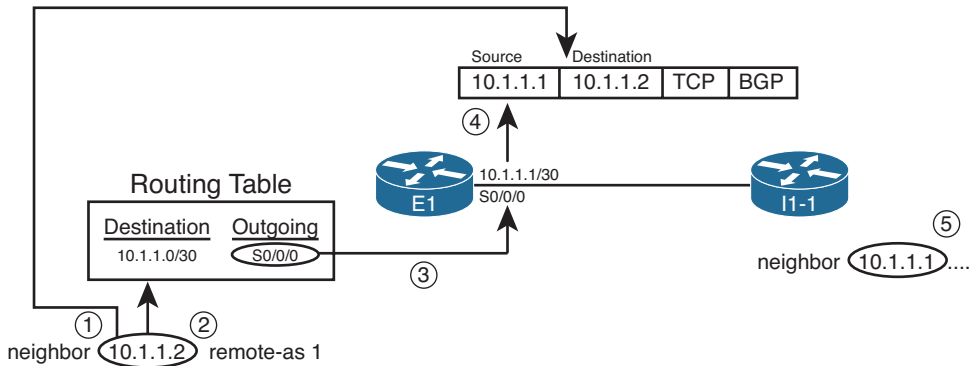 Source Destination
10.1.1.1 10.1.1.2 TCP BGP
④
10.1.1.1/30
E1 S0/0/0 I1-1
Routing Table
Destination Outgoing
10.1.1.0/30 S0/0/0
③
⑤
neighbor 10.1.1.1 ....
① ②
neighbor 10.1.1.2 remote-as 1